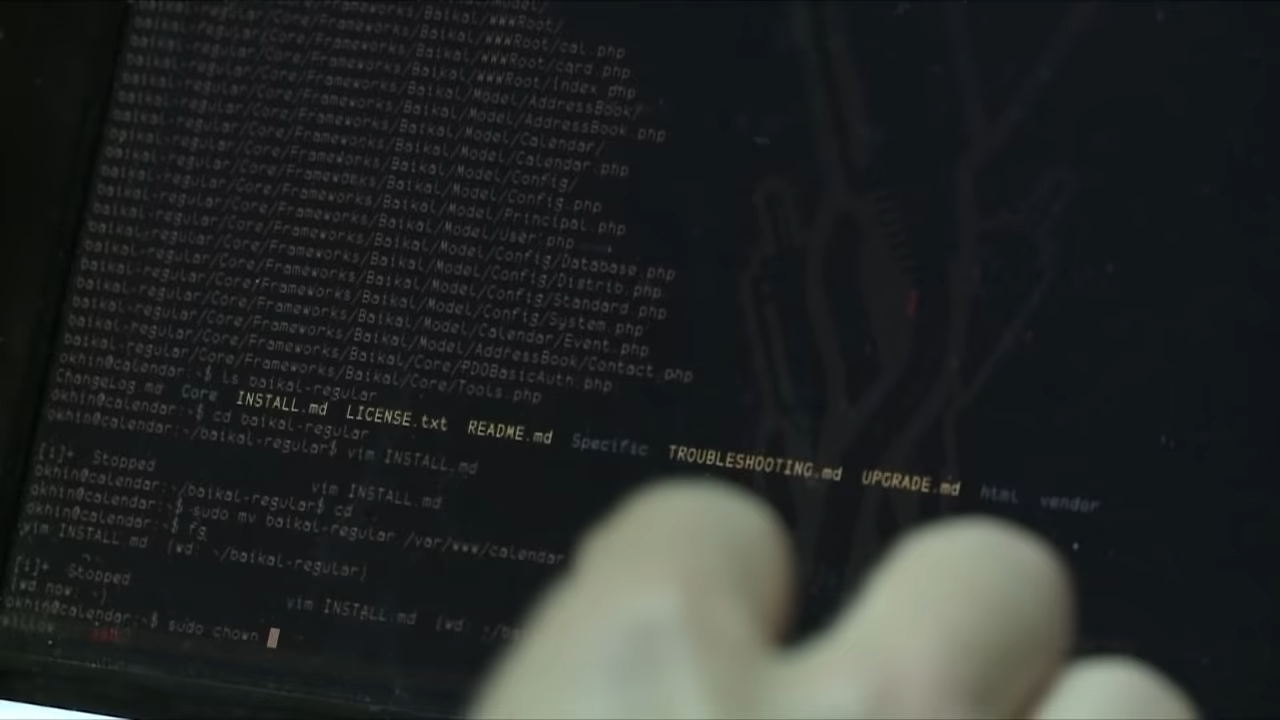 baikal-regular/Core/Frameworks/Baikal/WWWRoot/
baikal-regular/Core/Frameworks/Baikal/WWWRoot/cal.php
baikal-regular/Core/Frameworks/Baikal/WWWRoot/card.php
baikal-regular/Core/Frameworks/Baikal/WWWRoot/index.php
baikal-regular/Core/Frameworks/Baikal/Model/AddressBook/
baikal-regular/Core/Frameworks/Baikal/Model/AddressBook.php
baikal-regular/Core/Frameworks/Baikal/Model/Calendar/
baikal-regular/Core/Frameworks/Baikal/Model/Calendar.php
baikal-regular/Core/Frameworks/Baikal/Model/Config/
baikal-regular/Core/Frameworks/Baikal/Model/Config.php
baikal-regular/Core/Frameworks/Baikal/Model/Principal.php
baikal-regular/Core/Frameworks/Baikal/Model/User.php
baikal-regular/Core/Frameworks/Baikal/Model/Config/Database.php
baikal-regular/Core/Frameworks/Baikal/Model/Config/Distrib.php
baikal-regular/Core/Frameworks/Baikal/Model/Config/Standard.php
baikal-regular/Core/Frameworks/Baikal/Model/Config/System.php
baikal-regular/Core/Frameworks/Baikal/Model/Calendar/Event.php
baikal-regular/Core/Frameworks/Baikal/Model/AddressBook/Contact.php
baikal-regular/Core/Frameworks/Baikal/Core/PDOBasicAuth.php
baikal-regular/Core/Frameworks/Baikal/Core/Tools.php
okhin@calendar:~$ ls baikal-regular
ChangeLog.md Core INSTALL.md LICENSE.txt README.md Specific TROUBLESHOOTING.md UPGRADE.md html vendor
okhin@calendar:~$ cd baikal-regular
okhin@calendar:~/baikal-regular$ vim INSTALL.md
[1]+ Stopped vim INSTALL.md
okhin@calendar:~/baikal-regular$ cd
okhin@calendar:~$ sudo mv baikal-regular /var/www/calendar
okhin@calendar:~$ fg
vim INSTALL.md (wd: ~/baikal-regular)
[1]+ Stopped vim INSTALL.md (wd: ~/ba
(wd now: ~)
okhin@calendar:~$ sudo chown
willow